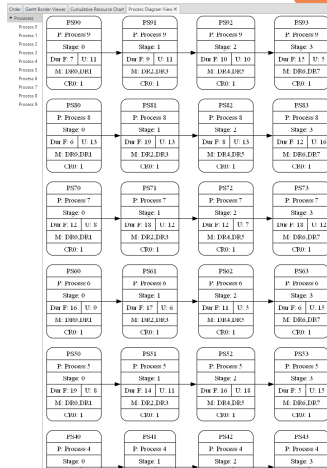 Order Gantt Border Viewer Cumulative Resource Chart Process Diagram View ×
Processes
Process 0
Process 1
Process 2
Process 3
Process 4
Process 5
Process 6
Process 7
Process 8
Process 9
PS90 PS91 PS92 PS93
P: Process 9 P: Process 9 P: Process 9 P: Process 9
Stage: 0 Stage: 1 Stage: 2 Stage: 3
Dur F: 7 U: 11 Dur F: 9 U: 11 Dur F: 10 U: 10 Dur F: 15 U: 5
M: DR0,DR1 M: DR2,DR3 M: DR4,DR5 M: DR6,DR7
CR0: 1 CR0: 1 CR0: 1 CR0: 1
PS80 PS81 PS82 PS83
P: Process 8 P: Process 8 P: Process 8 P: Process 8
Stage: 0 Stage: 1 Stage: 2 Stage: 3
Dur F: 6 U: 13 Dur F: 19 U: 13 Dur F: 8 U: 13 Dur F: 12 U: 16
M: DR0,DR1 M: DR2,DR3 M: DR4,DR5 M: DR6,DR7
CR0: 1 CR0: 1 CR0: 1 CR0: 1
PS70 PS71 PS72 PS73
P: Process 7 P: Process 7 P: Process 7 P: Process 7
Stage: 0 Stage: 1 Stage: 2 Stage: 3
Dur F: 12 U: 8 Dur F: 18 U: 12 Dur F: 12 U: 7 Dur F: 18 U: 12
M: DR0,DR1 M: DR2,DR3 M: DR4,DR5 M: DR6,DR7
CR0: 1 CR0: 1 CR0: 1 CR0: 1
PS60 PS61 PS62 PS63
P: Process 6 P: Process 6 P: Process 6 P: Process 6
Stage: 0 Stage: 1 Stage: 2 Stage: 3
Dur F: 16 U: 9 Dur F: 17 U: 6 Dur F: 11 U: 5 Dur F: 6 U: 15
M: DR0,DR1 M: DR2,DR3 M: DR4,DR5 M: DR6,DR7
CR0: 1 CR0: 1 CR0: 1 CR0: 1
PS50 PS51 PS52 PS53
P: Process 5 P: Process 5 P: Process 5 P: Process 5
Stage: 0 Stage: 1 Stage: 2 Stage: 3
Dur F: 19 U: 8 Dur F: 14 U: 11 Dur F: 16 U: 18 Dur F: 5 U: 15
M: DR0,DR1 M: DR2,DR3 M: DR4,DR5 M: DR6,DR7
CR0: 1 CR0: 1 CR0: 1 CR0: 1
PS40 PS41 PS42 PS43
P: Process 4 P: Process 4 P: Process 4 P: Process 4
Stage: 0 Stage: 1 Stage: 2 Stage: 3